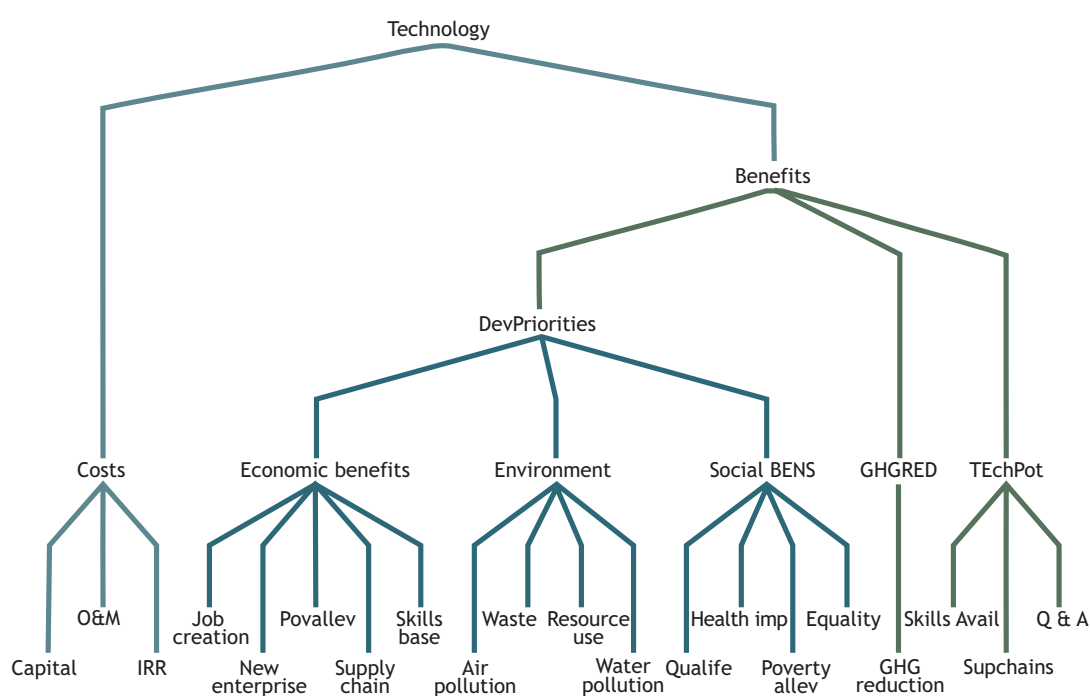 Technology
Benefits
DevPriorities
Costs
Economic benefits
Environment
Social BENS
GHGRED
TEchPot
O&M
Job
creation
Povallev
Skills
base
Waste
Resource
use
Health imp
Equality
Skills Avail
Q & A
Capital
IRR
New
enterprise
Supply
chain
Air
pollution
Water
pollution
Qualife
Poverty
allev
GHG
reduction
Supchains